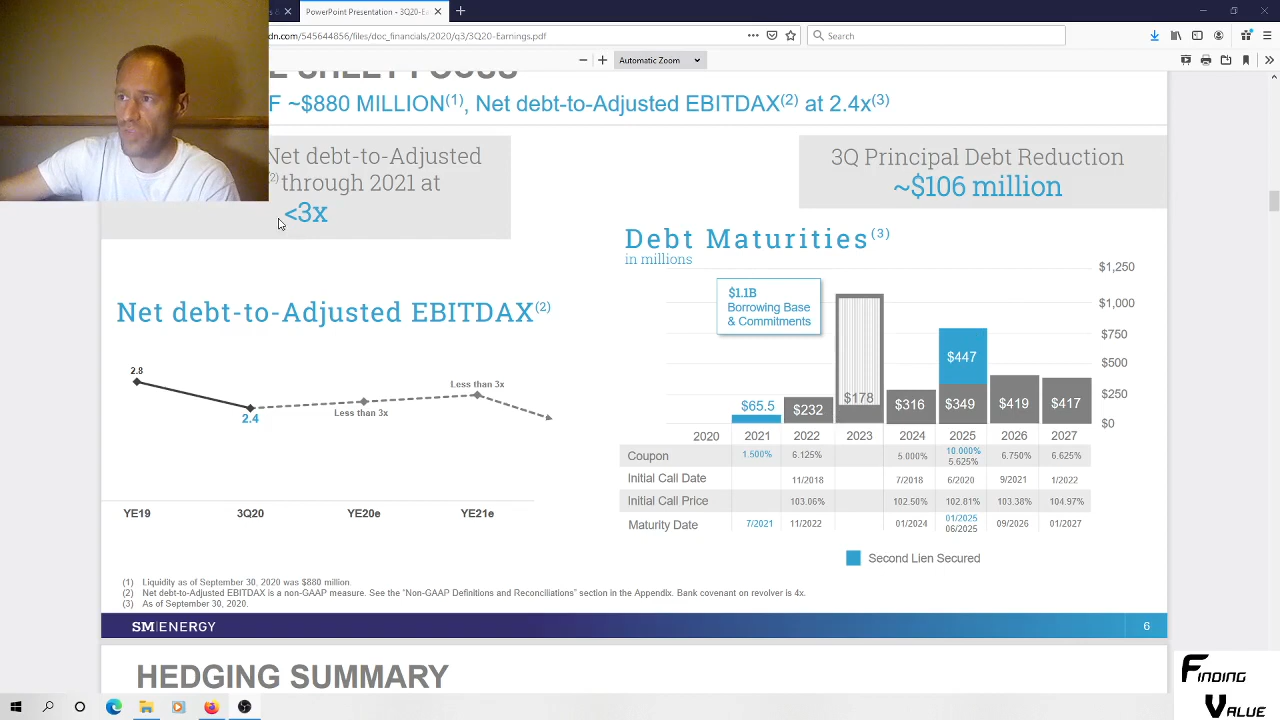 PowerPoint Presentation - 3Q20-Ea
dn.com/545644856/files/doc_financials/2020/q3/3Q20-Earnings.pdf
Search
Automatic Zoom
E SHEET FOCUS
F ~$880 MILLION(1), Net debt-to-Adjusted EBITDAX(2) at 2.4x(3)
Net debt-to-Adjusted
(2)through 2021 at
<3x
3Q Principal Debt Reduction
~$106 million
Debt Maturities(3)
in millions
$1.1B
Borrowing Base
& Commitments
$1,250
$1,000
$750
$500
$250
$0
$65.5
$232
$178
$316
$447
$349
$419
$417
2020 2021 2022 2023 2024 2025 2026 2027
Coupon 1.500% 6.125% 5.000% 10.000% 5.625% 6.750% 6.625%
Initial Call Date 11/2018 7/2018 6/2020 9/2021 1/2022
Initial Call Price 103.06% 102.50% 102.81% 103.38% 104.97%
Maturity Date 7/2021 11/2022 01/2024 01/2025 06/2025 09/2026 01/2027
Second Lien Secured
Net debt-to-Adjusted EBITDAX(2)
2.8
2.4
Less than 3x
Less than 3x
YE19 3Q20 YE20e YE21e
(1) Liquidity as of September 30, 2020 was $880 million.
(2) Net debt-to-Adjusted EBITDAX is a non-GAAP measure. See the “Non-GAAP Definitions and Reconciliations” section in the Appendix. Bank covenant on revolver is 4x.
(3) As of September 30, 2020.
SM ENERGY
6
HEDGING SUMMARY
Finding
Value